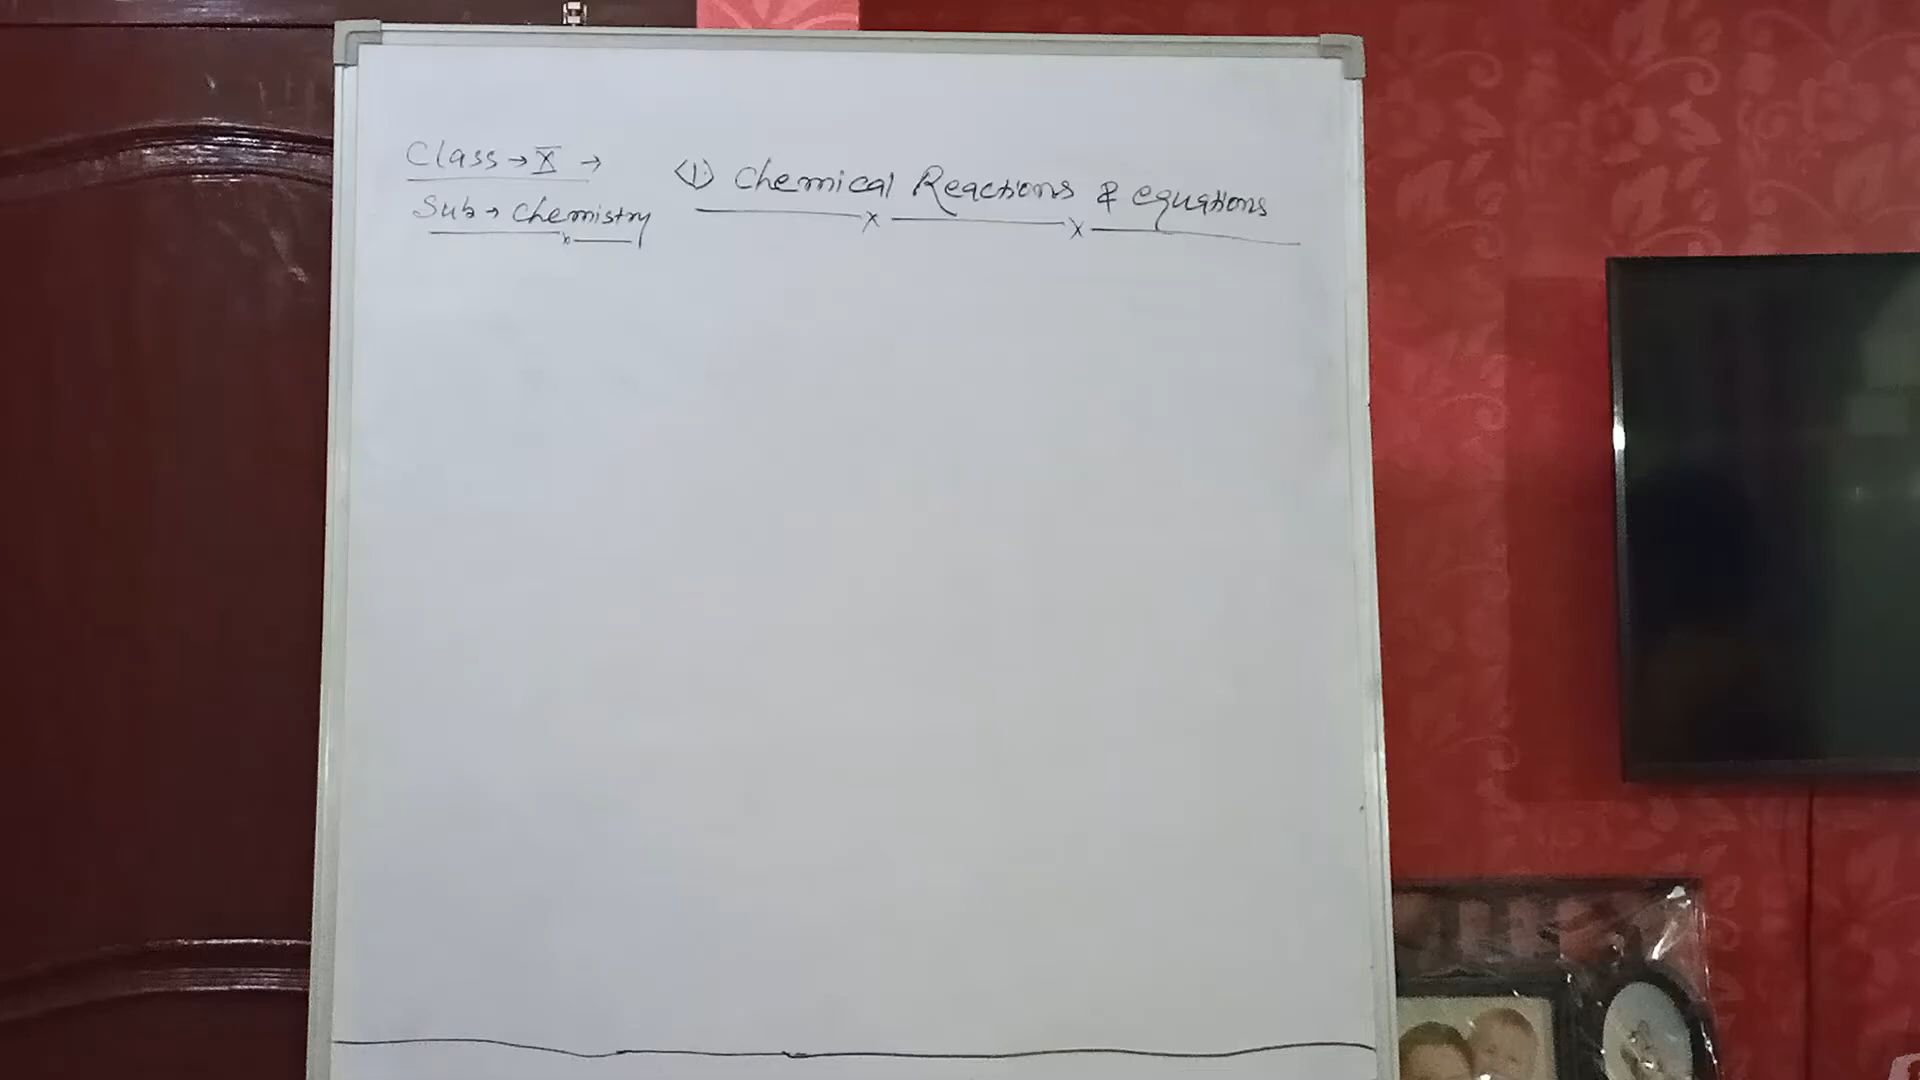 Class → X →
Sub → Chemistry
(1) Chemical Reactions & equations